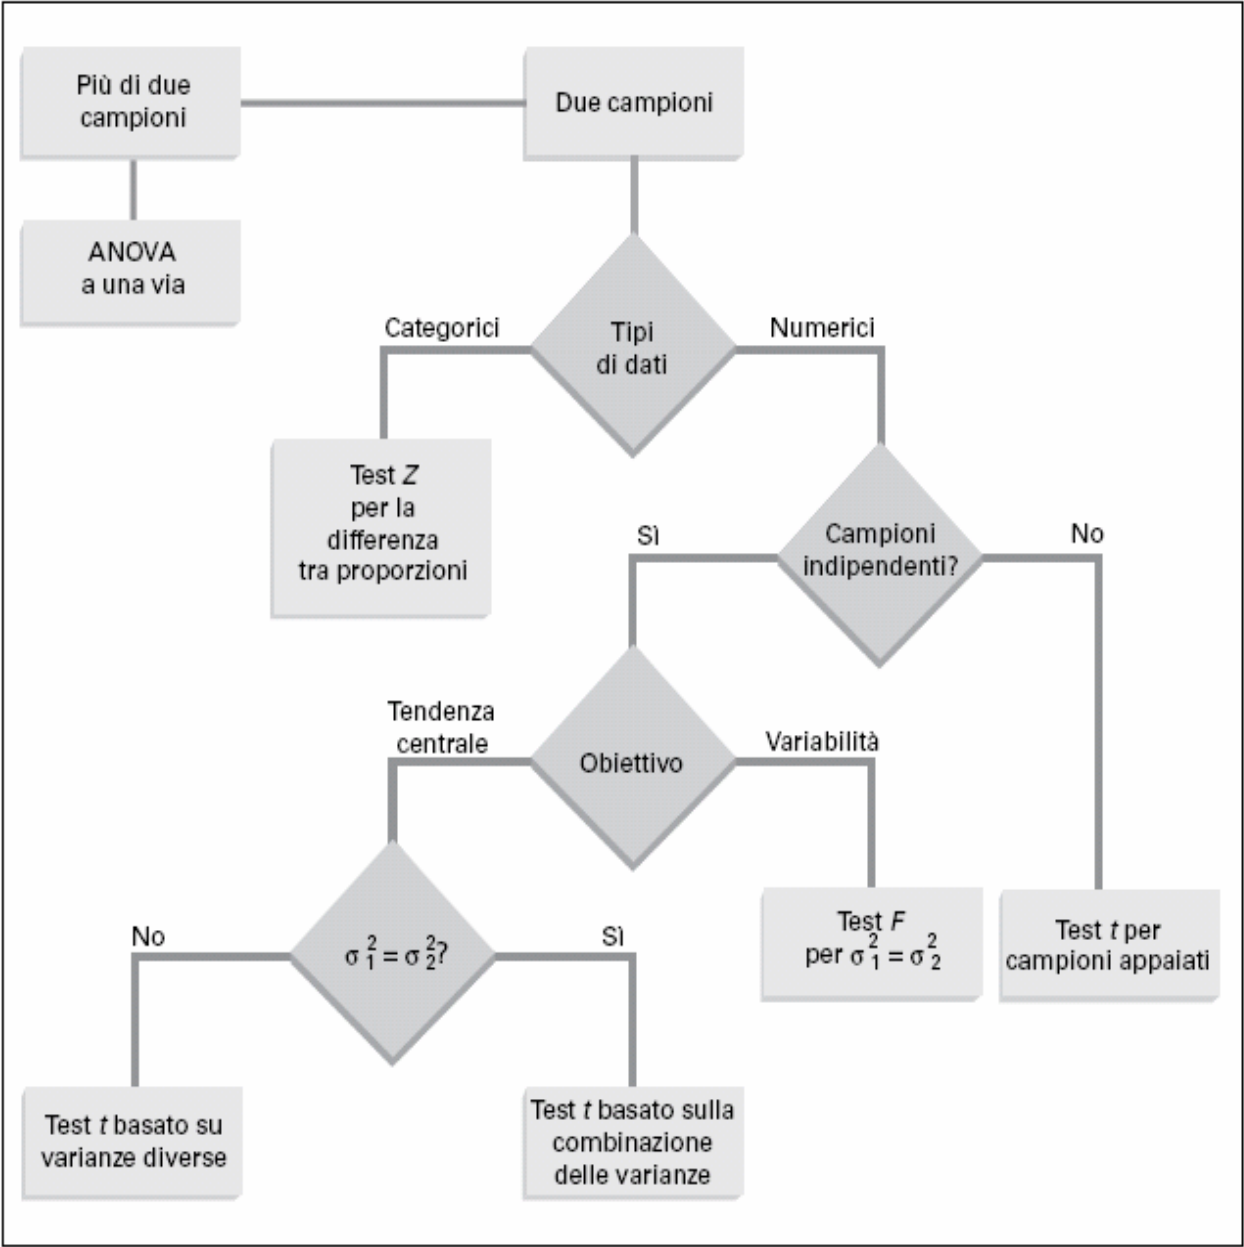 Più di due
campioni
Due campioni
ANOVA
a una via
Categorici
Tipi
di dati
Numerici
Test Z
per la
differenza
tra proporzioni
Sì
Campioni
indipendenti?
No
Tendenza
centrale
Obiettivo
Variabilità
No
σ₁² = σ₂²?
Sì
Test F
per σ₁² = σ₂²
Test t per
campioni appaiati
Test t basato su
varianze diverse
Test t basato sulla
combinazione
delle varianze